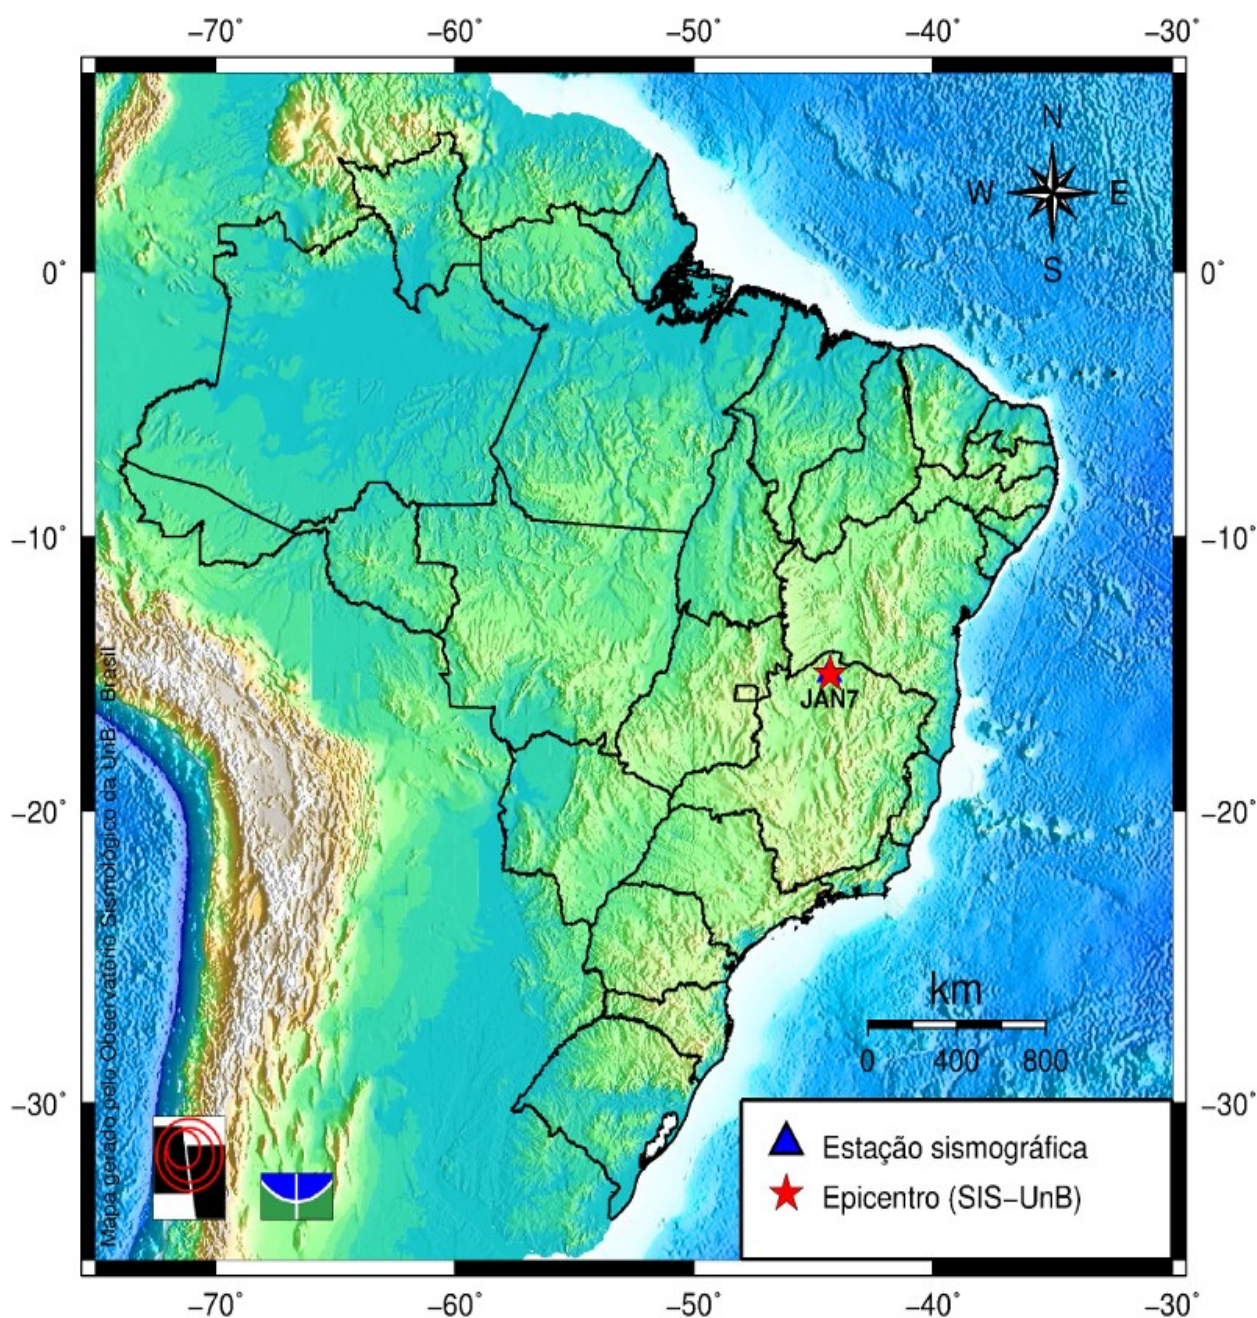 −70° −60° −50° −40° −30°
N
W E
S
0° 0°
−10° −10°
JAN7
−20° −20°
km
0 400 800
−30° −30°
Estação sismográfica
Epicentro (SIS−UnB)
Mapa gerado pelo Observatório Sismológico da UnB - Brasil
−70° −60° −50° −40° −30°